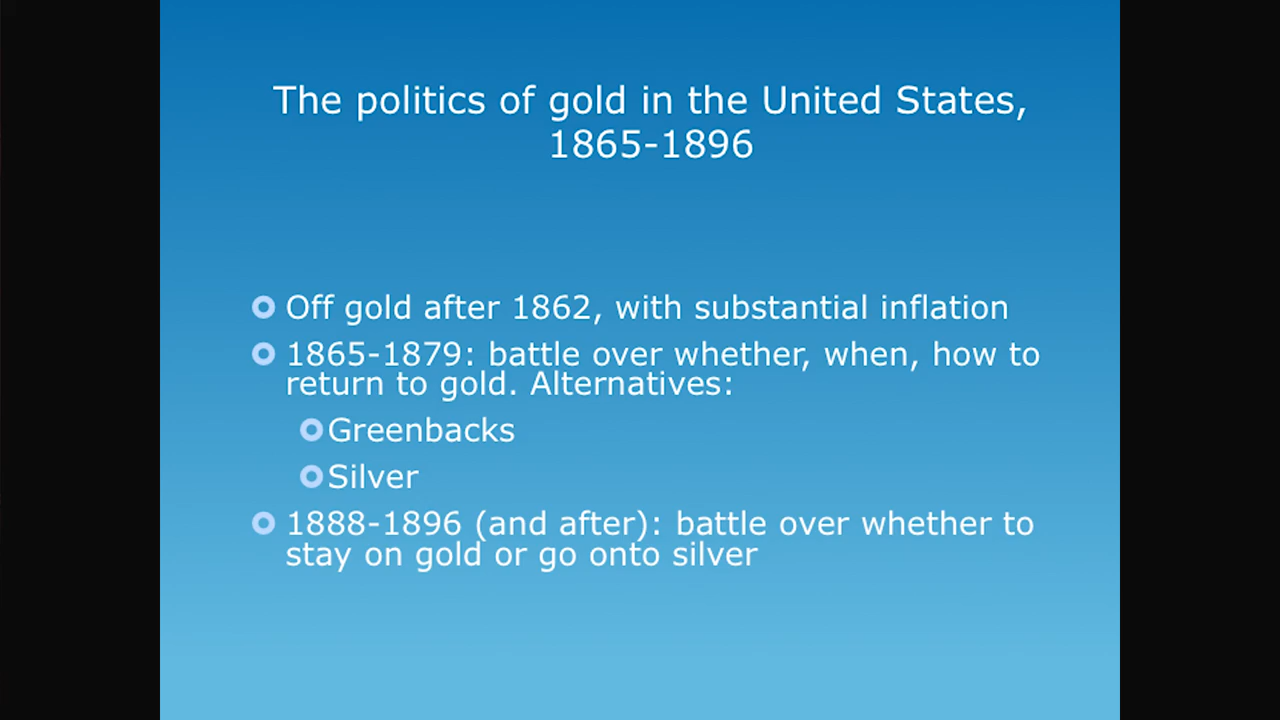 The politics of gold in the United States,
1865-1896
Off gold after 1862, with substantial inflation
1865-1879: battle over whether, when, how to
return to gold. Alternatives:
Greenbacks
Silver
1888-1896 (and after): battle over whether to
stay on gold or go onto silver